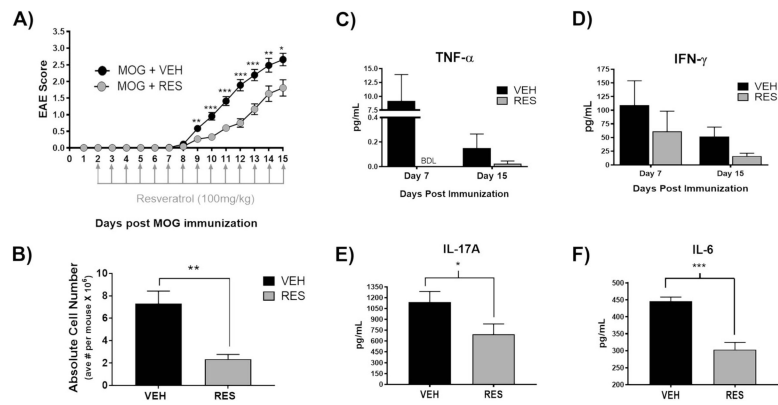 A)
EAE Score
3.0
2.5
2.0
1.5
1.0
0.5
0.0
MOG + VEH
MOG + RES
** *** *** *** *** ** *
0 1 2 3 4 5 6 7 8 9 10 11 12 13 14 15
Resveratrol (100mg/kg)
Days post MOG immunization
B)
Absolute Cell Number
(ave # per mouse X 10⁶)
8
6
4
2
0
**
VEH
RES
VEH RES
C)
TNF-α
pg/mL
15.0
12.5
10.0
7.5
0.4
0.2
0.0
BDL
VEH
RES
Day 7 Day 15
Days Post Immunization
D)
IFN-γ
pg/mL
175
150
125
100
75
50
25
0
VEH
RES
Day 7 Day 15
Days Post Immunization
E)
IL-17A
pg/mL
1350
1200
1050
900
750
600
450
300
150
0
*
VEH RES
F)
IL-6
pg/mL
500
450
400
350
300
250
***
VEH RES